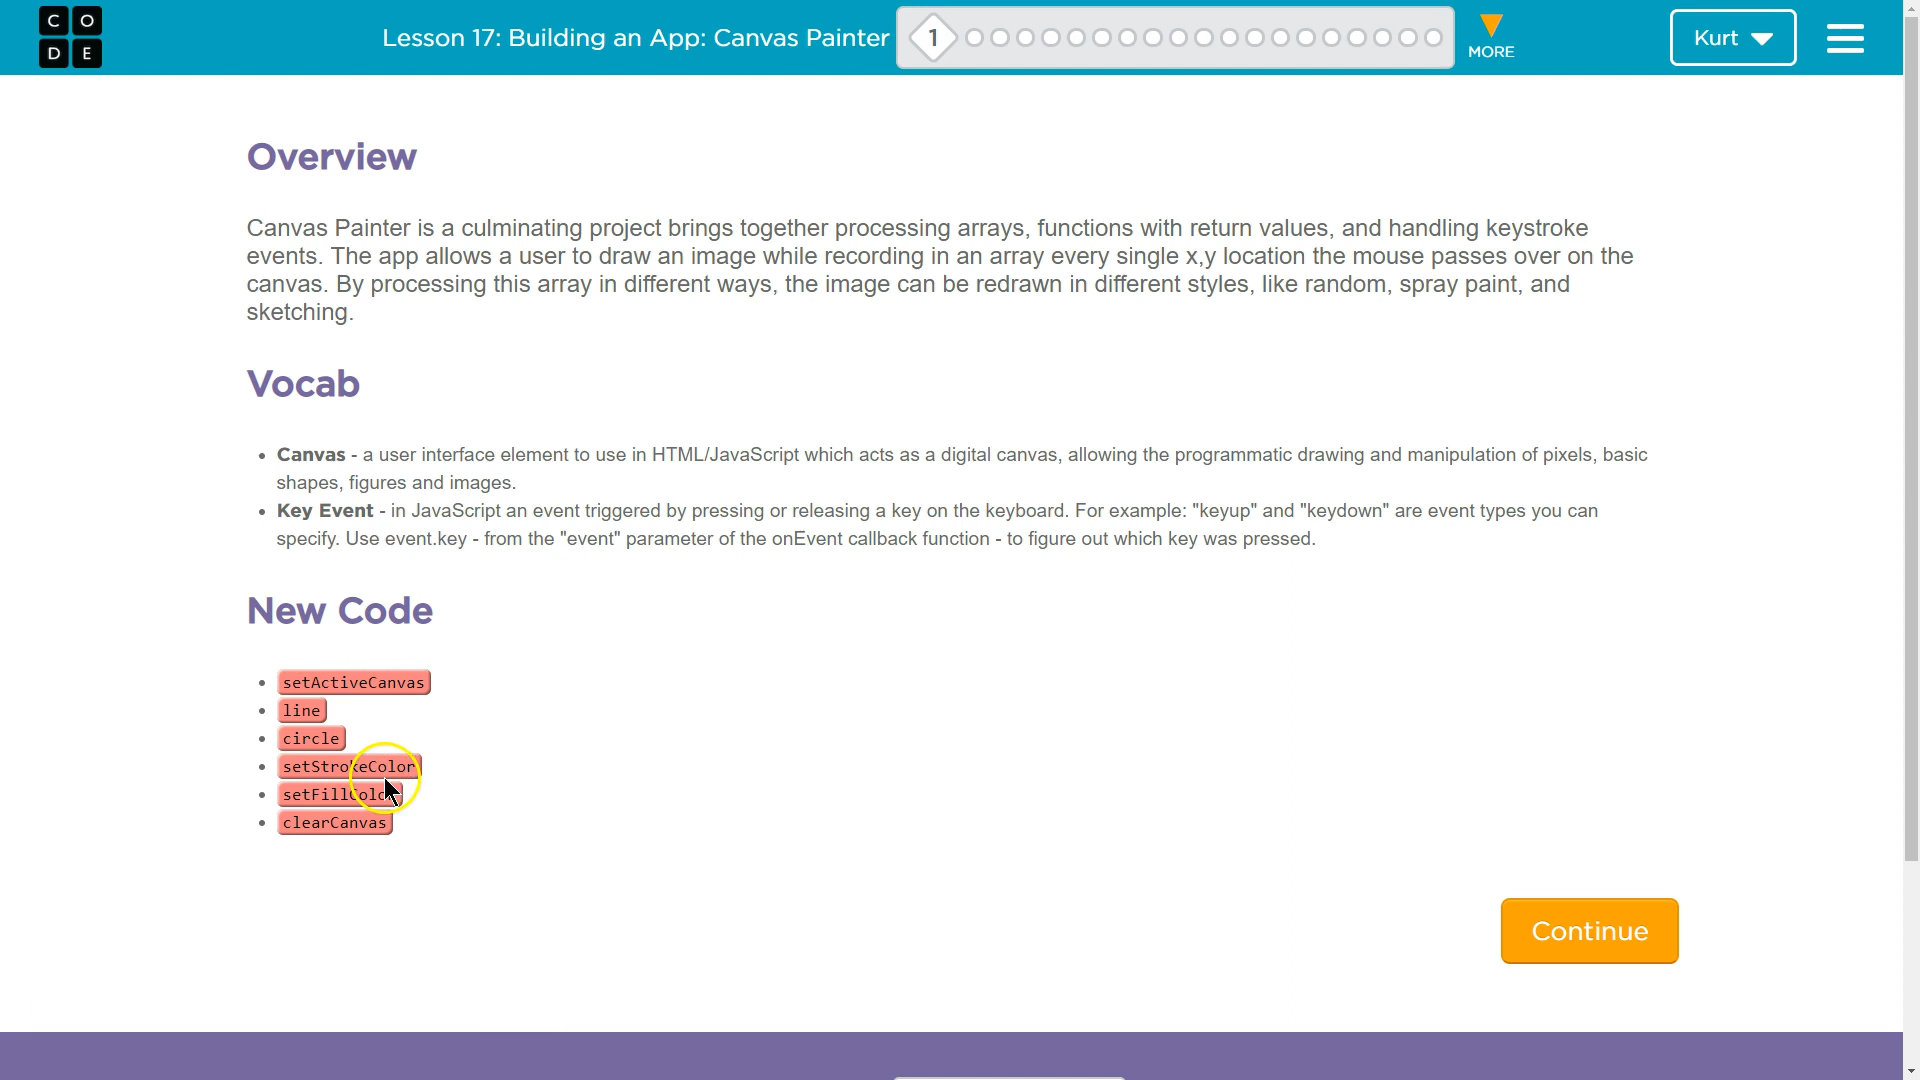 C O
D E
Lesson 17: Building an App: Canvas Painter
1
MORE
Kurt
Overview
Canvas Painter is a culminating project brings together processing arrays, functions with return values, and handling keystroke
events. The app allows a user to draw an image while recording in an array every single x,y location the mouse passes over on the
canvas. By processing this array in different ways, the image can be redrawn in different styles, like random, spray paint, and
sketching.
Vocab
• Canvas - a user interface element to use in HTML/JavaScript which acts as a digital canvas, allowing the programmatic drawing and manipulation of pixels, basic
shapes, figures and images.
• Key Event - in JavaScript an event triggered by pressing or releasing a key on the keyboard. For example: "keyup" and "keydown" are event types you can
specify. Use event.key - from the "event" parameter of the onEvent callback function - to figure out which key was pressed.
New Code
• setActiveCanvas
• line
• circle
• setStrokeColor
• setFillColor
• clearCanvas
Continue